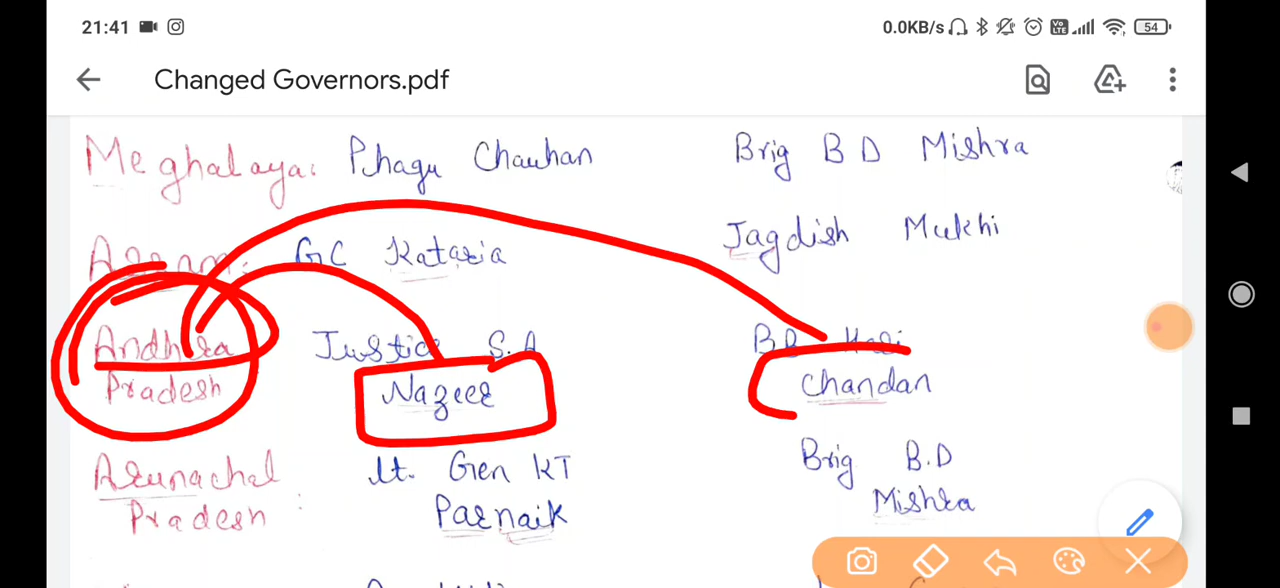 21:41 0.0KB/s 54
Changed Governors.pdf
Meghalaya: Phagu Chauhan Brig B D Mishra
Assam: GC Kataria Jagdish Mukhi
Andhra Justice S.A
Pradesh Nazeer Chandan
Arunachal Lt. Gen KT Brig B.D
Pradesh : Parnaik Mishra